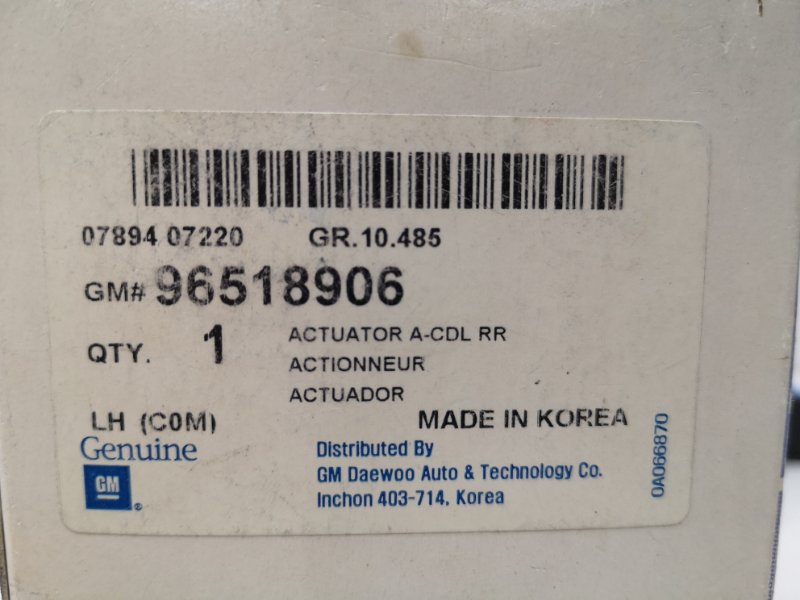 07894 07220 GR.10.485
GM# 96518906
QTY. 1
ACTUATOR A-CDL RR
ACTIONNEUR
ACTUADOR
LH (C0M) MADE IN KOREA
Genuine
GM ®
Distributed By
GM Daewoo Auto & Technology Co.
Inchon 403-714, Korea
0A066870